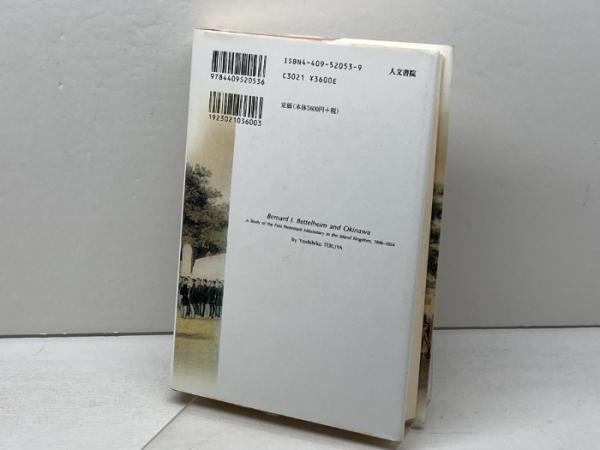 ISBN4-409-52053-9
人文書院
9784409520536
C3021 ¥3600E
定価(本体3600円+税)
1923021036003
Bernard J. Bettelheim and Okinawa
A Study of the First Protestant Missionary to the Island Kingdom, 1846-1854
by Yoshihiko TERUYA